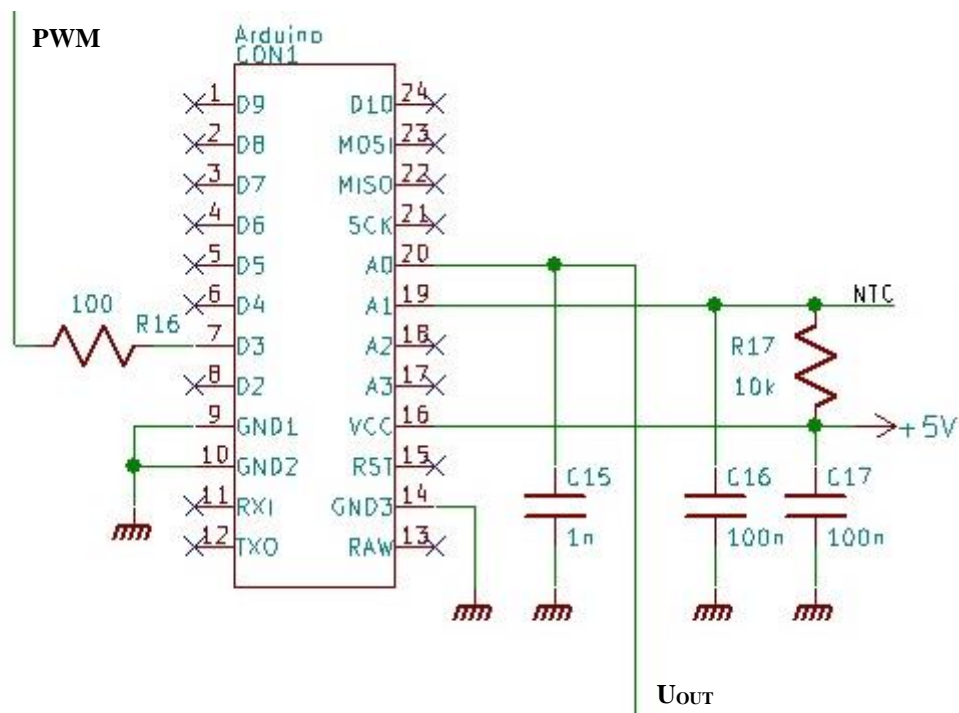 PWM
Arduino
CON1
1 D9
2 D8
3 D7
4 D6
5 D5
6 D4
7 D3
8 D2
9 GND1
10 GND2
11 RXI
12 TXO
D10 24
MOSI 23
MISO 22
SCK 21
A0 20
A1 19
A2 18
A3 17
VCC 16
RST 15
GND3 14
RAW 13
100
R16
NTC
R17
10k
+5V
C15
1n
C16
100n
C17
100n
UOUT